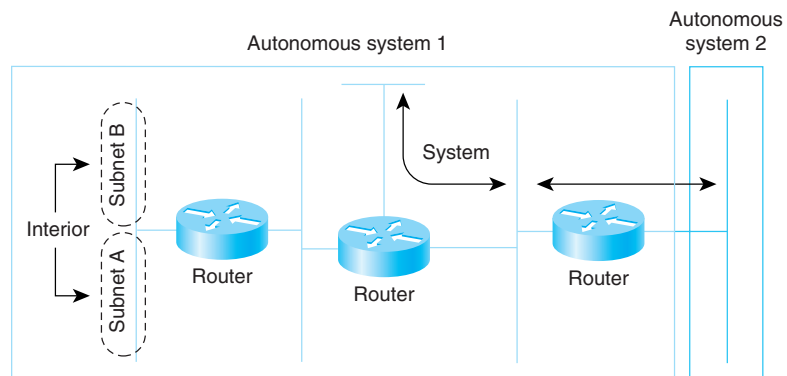 Autonomous system 1
Autonomous
system 2
Subnet B
System
Interior
Subnet A
Router
Router
Router